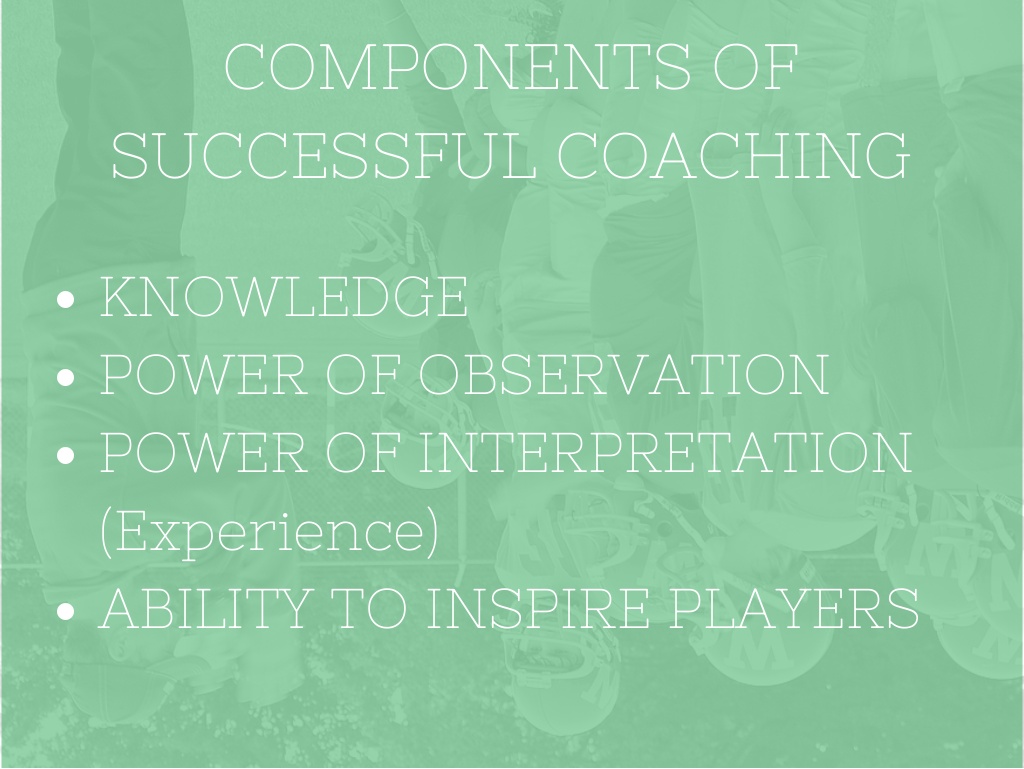 COMPONENTS OF
SUCCESSFUL COACHING
• KNOWLEDGE
• POWER OF OBSERVATION
• POWER OF INTERPRETATION
(Experience)
• ABILITY TO INSPIRE PLAYERS